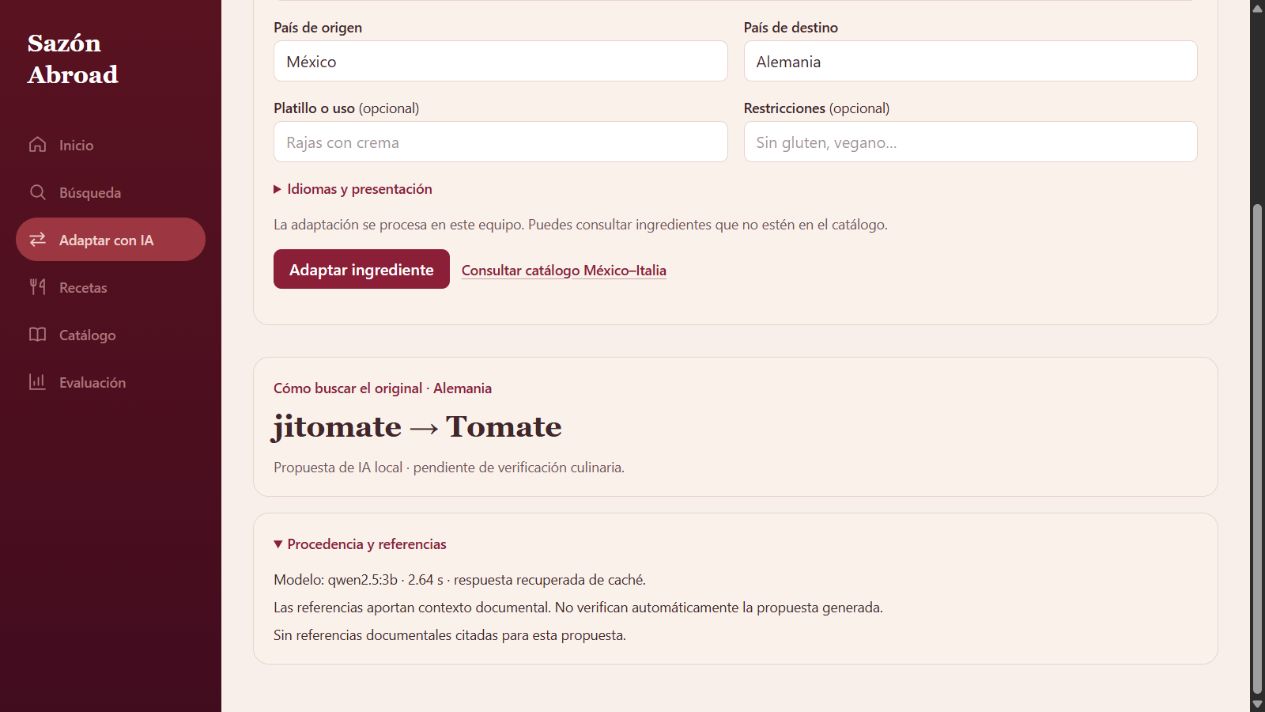 Sazón
Abroad
Inicio
Búsqueda
Adaptar con IA
Recetas
Catálogo
Evaluación
País de origen
País de destino
México
Alemania
Platillo o uso (opcional)
Restricciones (opcional)
Rajas con crema
Sin gluten, vegano...
Idiomas y presentación
La adaptación se procesa en este equipo. Puedes consultar ingredientes que no estén en el catálogo.
Adaptar ingrediente
Consultar catálogo México–Italia
Cómo buscar el original · Alemania
jitomate → Tomate
Propuesta de IA local · pendiente de verificación culinaria.
Procedencia y referencias
Modelo: qwen2.5:3b · 2.64 s · respuesta recuperada de caché.
Las referencias aportan contexto documental. No verifican automáticamente la propuesta generada.
Sin referencias documentales citadas para esta propuesta.